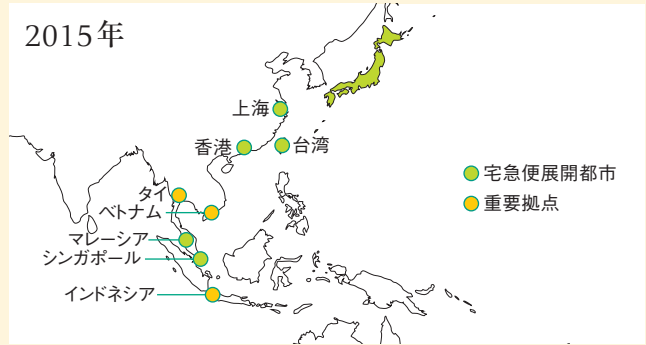 2015年
上海
香港
台湾
タイ
ベトナム
マレーシア
シンガポール
インドネシア
宅急便展開都市
重要拠点